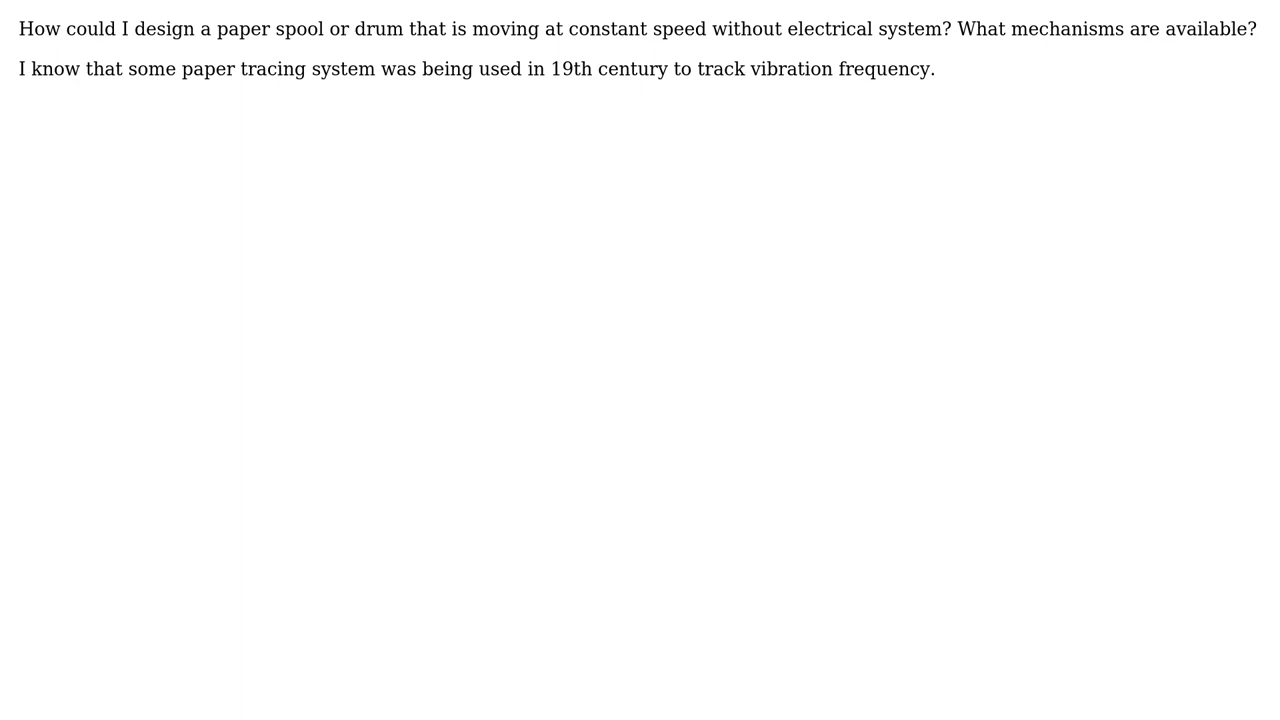 How could I design a paper spool or drum that is moving at constant speed without electrical system? What mechanisms are available?
I know that some paper tracing system was being used in 19th century to track vibration frequency.